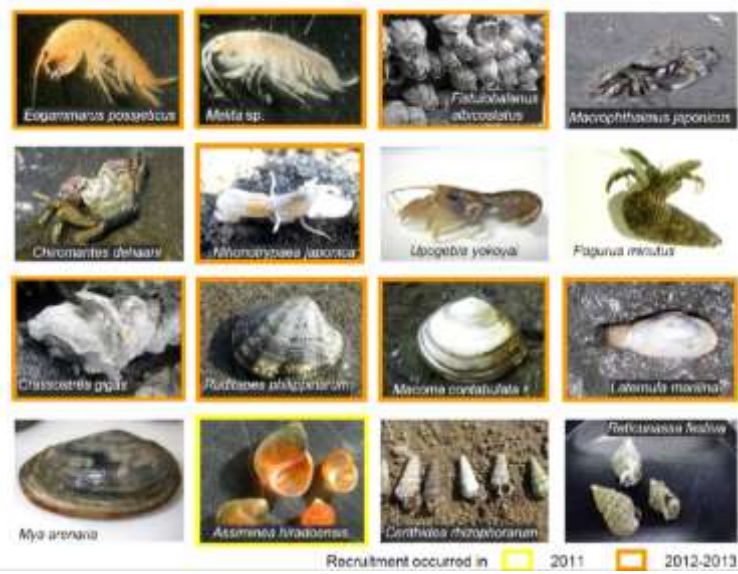 Eogammarus possjeticus
Melita sp.
Fistulobalanus
albicostatus
Macrophthalmus japonicus
Chiromantes dehaani
Nihonotrypaea japonica
Upogebia yokoyai
Pagurus minutus
Crassostrea gigas
Ruditapes philippinarum
Macoma contabulata
Laternula marilina
Mya arenaria
Assiminea hiradoensis
Cerithidea rhizophorarum
Reticunassa festiva
Recruitment occurred in 2011 2012-2013